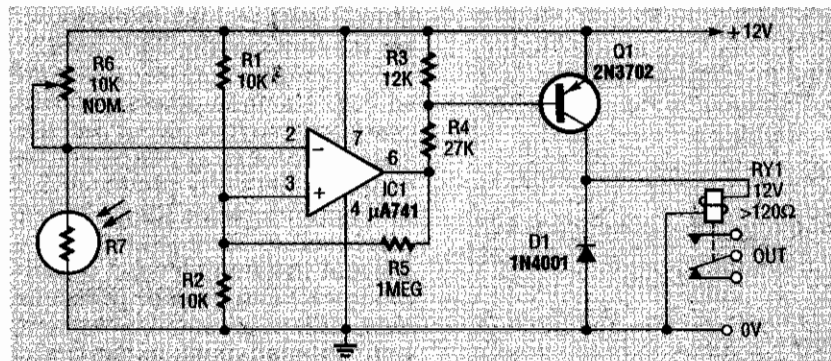 R6
10K
NOM.
R1
10K
R3
12K
Q1
2N3702
+12V
2
3
7
6
4
IC1
µA741
R4
27K
RY1
12V
>120Ω
OUT
R7
R2
10K
R5
1MEG
D1
1N4001
0V